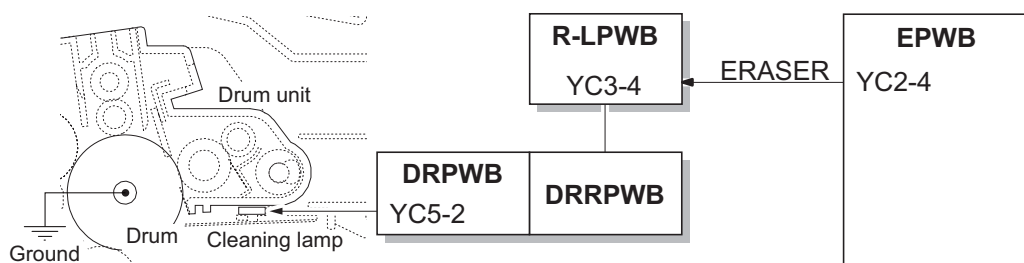 R-LPWB
YC3-4
ERASER
EPWB
YC2-4
Drum unit
DRPWB
YC5-2
DRRPWB
Ground
Drum
Cleaning lamp